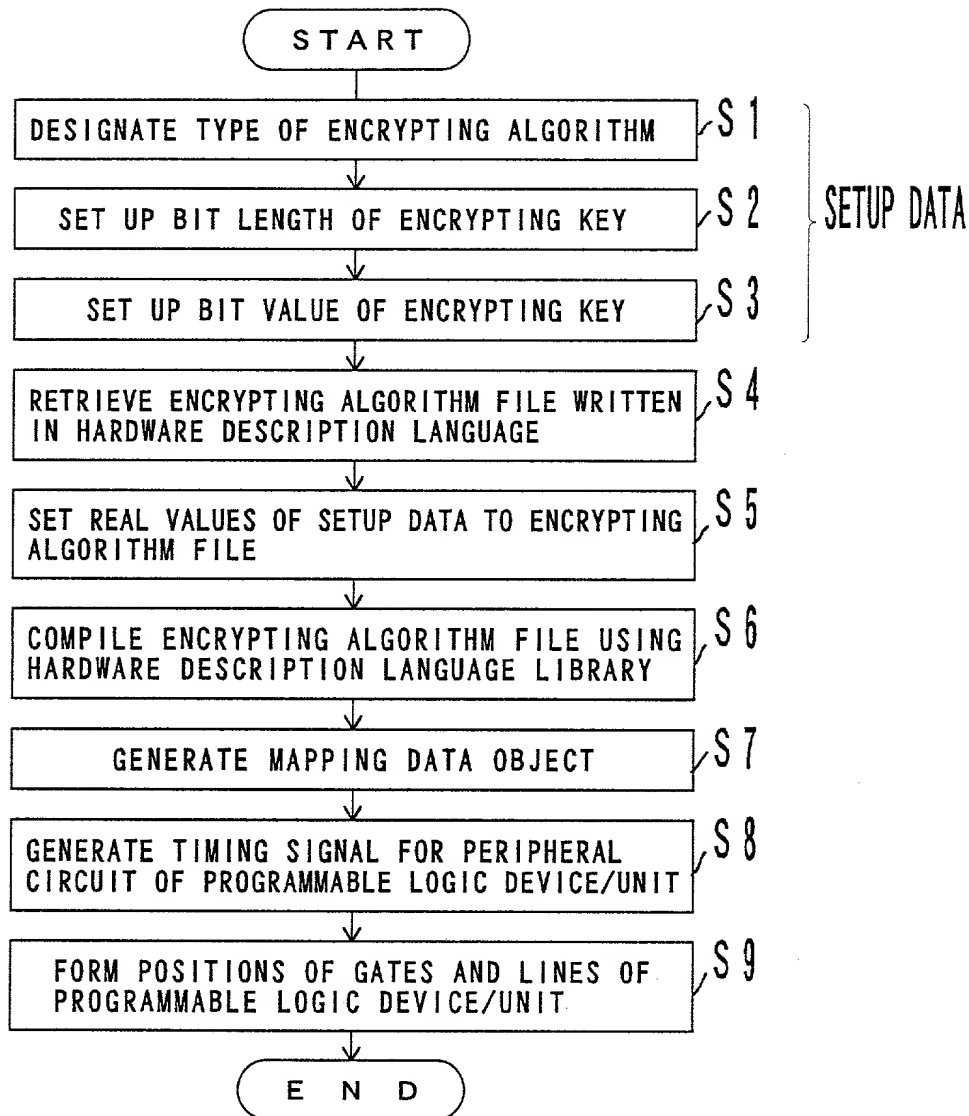 START
DESIGNATE TYPE OF ENCRYPTING ALGORITHM
S1
SET UP BIT LENGTH OF ENCRYPTING KEY
S2
SETUP DATA
SET UP BIT VALUE OF ENCRYPTING KEY
S3
RETRIEVE ENCRYPTING ALGORITHM FILE WRITTEN
IN HARDWARE DESCRIPTION LANGUAGE
S4
SET REAL VALUES OF SETUP DATA TO ENCRYPTING
ALGORITHM FILE
S5
COMPILE ENCRYPTING ALGORITHM FILE USING
HARDWARE DESCRIPTION LANGUAGE LIBRARY
S6
GENERATE MAPPING DATA OBJECT
S7
GENERATE TIMING SIGNAL FOR PERIPHERAL
CIRCUIT OF PROGRAMMABLE LOGIC DEVICE/UNIT
S8
FORM POSITIONS OF GATES AND LINES OF
PROGRAMMABLE LOGIC DEVICE/UNIT
S9
END